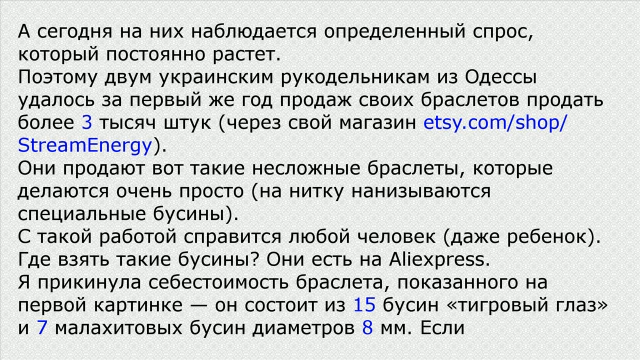 А сегодня на них наблюдается определенный спрос,
который постоянно растет.
Поэтому двум украинским рукодельникам из Одессы
удалось за первый же год продаж своих браслетов продать
более 3 тысяч штук (через свой магазин etsy.com/shop/
StreamEnergy).
Они продают вот такие несложные браслеты, которые
делаются очень просто (на нитку нанизываются
специальные бусины).
С такой работой справится любой человек (даже ребенок).
Где взять такие бусины? Они есть на Aliexpress.
Я прикинула себестоимость браслета, показанного на
первой картинке — он состоит из 15 бусин «тигровый глаз»
и 7 малахитовых бусин диаметров 8 мм. Если